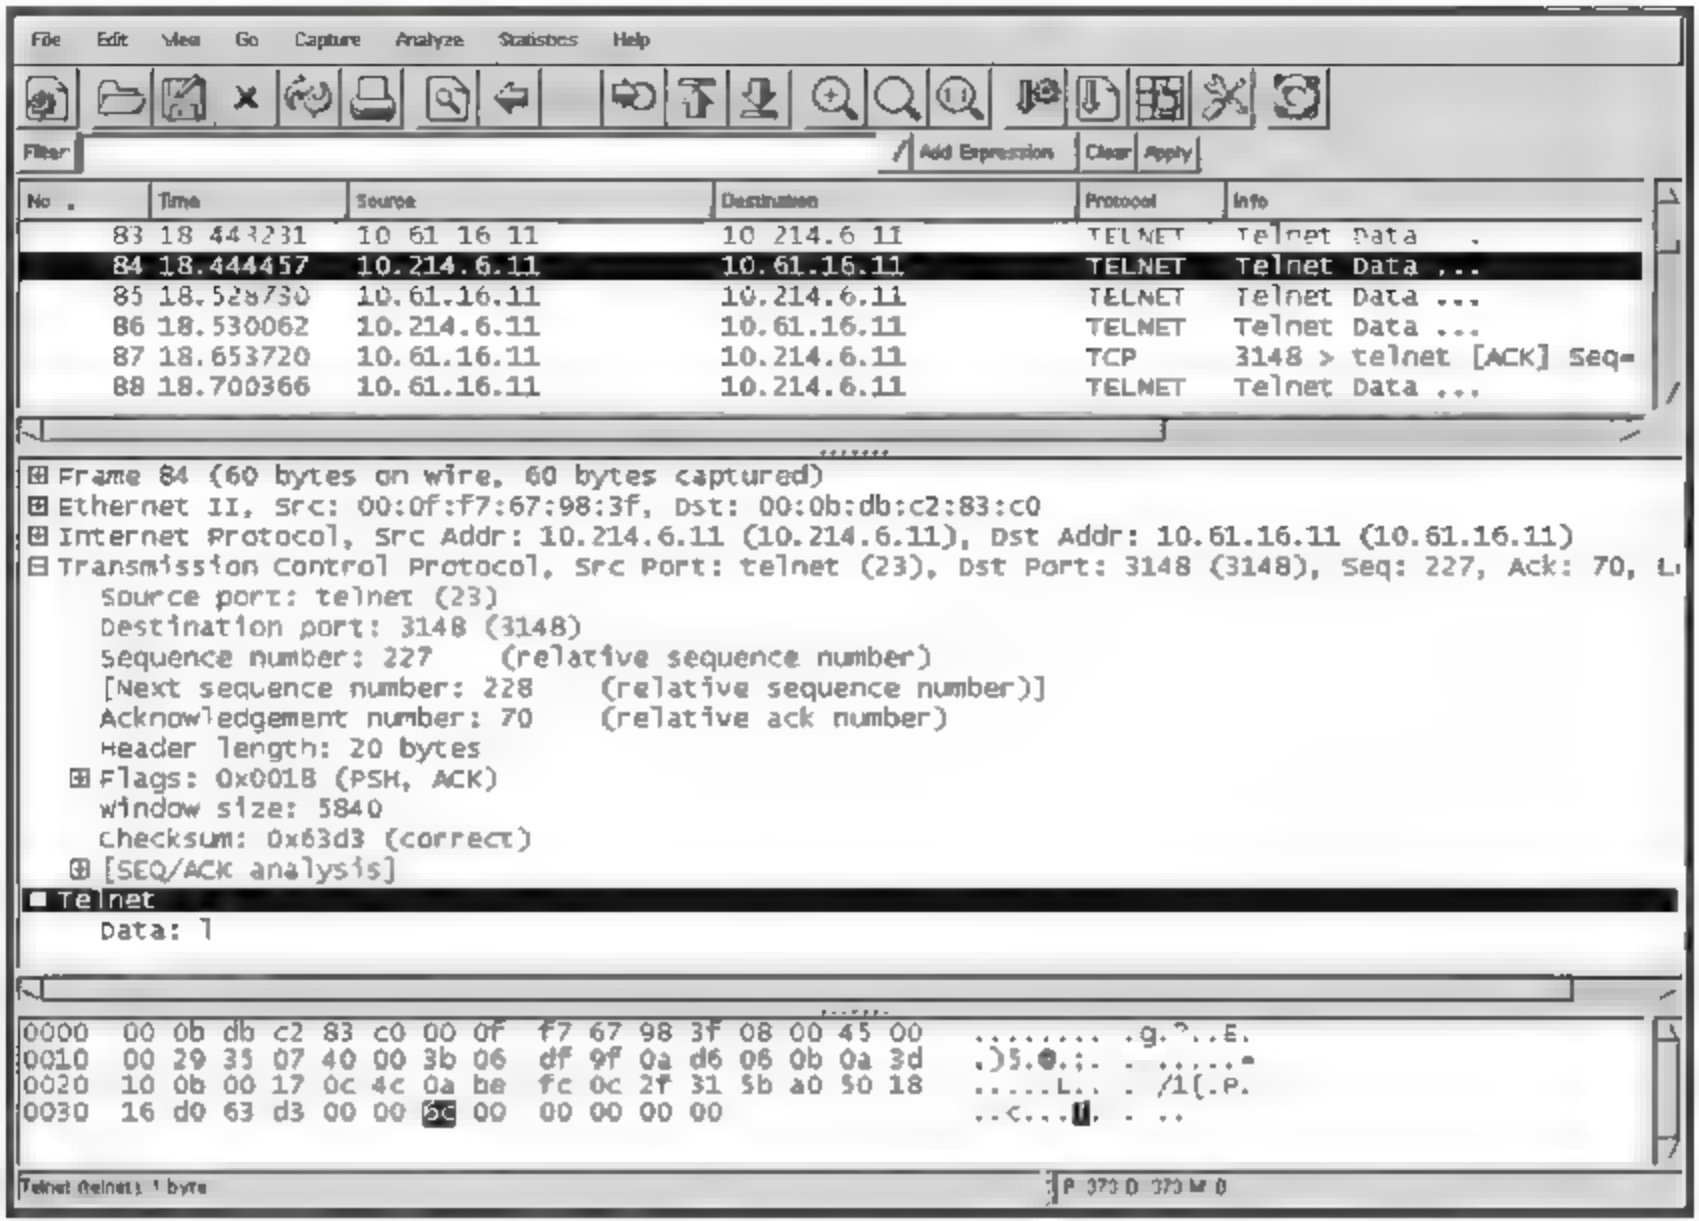 File Edit View Go Capture Analyze Statistics Help
Filter / Add Expression Clear Apply
No . Time Source Destination Protocol Info
83 18 443231 10 61 16 11 10 214.6 11 TELNET Telnet Data .
84 18.444457 10.214.6.11 10.61.16.11 TELNET Telnet Data ...
85 18.528730 10.61.16.11 10.214.6.11 TELNET Telnet Data ...
86 18.530062 10.214.6.11 10.61.16.11 TELNET Telnet Data ...
87 18.653720 10.61.16.11 10.214.6.11 TCP 3148 > telnet [ACK] Seq=
88 18.700366 10.61.16.11 10.214.6.11 TELNET Telnet Data ...
Frame 84 (60 bytes on wire, 60 bytes captured)
Ethernet II, Src: 00:0f:f7:67:98:3f, Dst: 00:0b:db:c2:83:c0
Internet Protocol, Src Addr: 10.214.6.11 (10.214.6.11), Dst Addr: 10.61.16.11 (10.61.16.11)
Transmission Control Protocol, Src Port: telnet (23), Dst Port: 3148 (3148), Seq: 227, Ack: 70,
Source port: telnet (23)
Destination port: 3148 (3148)
Sequence number: 227 (relative sequence number)
[Next sequence number: 228 (relative sequence number)]
Acknowledgement number: 70 (relative ack number)
Header length: 20 bytes
Flags: 0x0018 (PSH, ACK)
Window size: 5840
Checksum: 0x63d3 (correct)
[SEQ/ACK analysis]
Telnet
Data: l
0000 00 0b db c2 83 c0 00 0f f7 67 98 3f 08 00 45 00 ........ .g.^..E.
0010 00 29 35 07 40 00 3b 06 df 9f 0a d6 06 0b 0a 3d .)5.@.;. . .....=
0020 10 0b 00 17 0c 4c 0a be fc 0c 2f 31 5b a0 50 18 .....L.. . /1[.P.
0030 16 d0 63 d3 00 00 6c 00 00 00 00 00 ..c...l. . ..
Telnet (telnet), 1 byte P 373 D 373 M 0